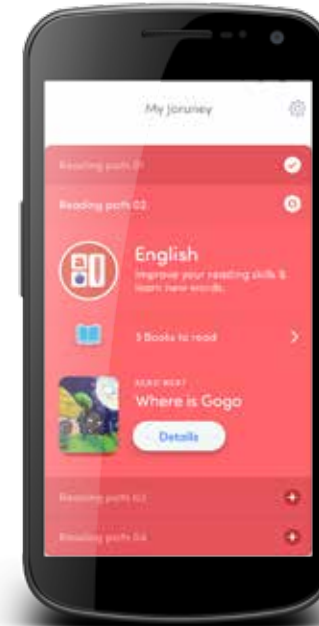 My joruney
Reading path 01
Reading path 02
English
Improve your reading skills &
learn new words.
3 Books to read
READ NEXT
Where is Gogo
Details
Reading path 03
Reading path 04